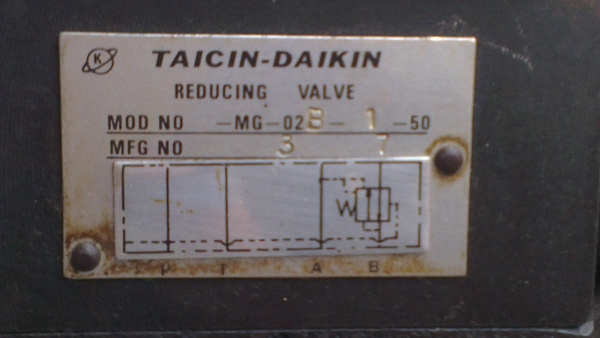 K
TAICIN-DAIKIN
REDUCING VALVE
MOD NO -MG-02B-1-50
MFG NO 3 7
P T A B